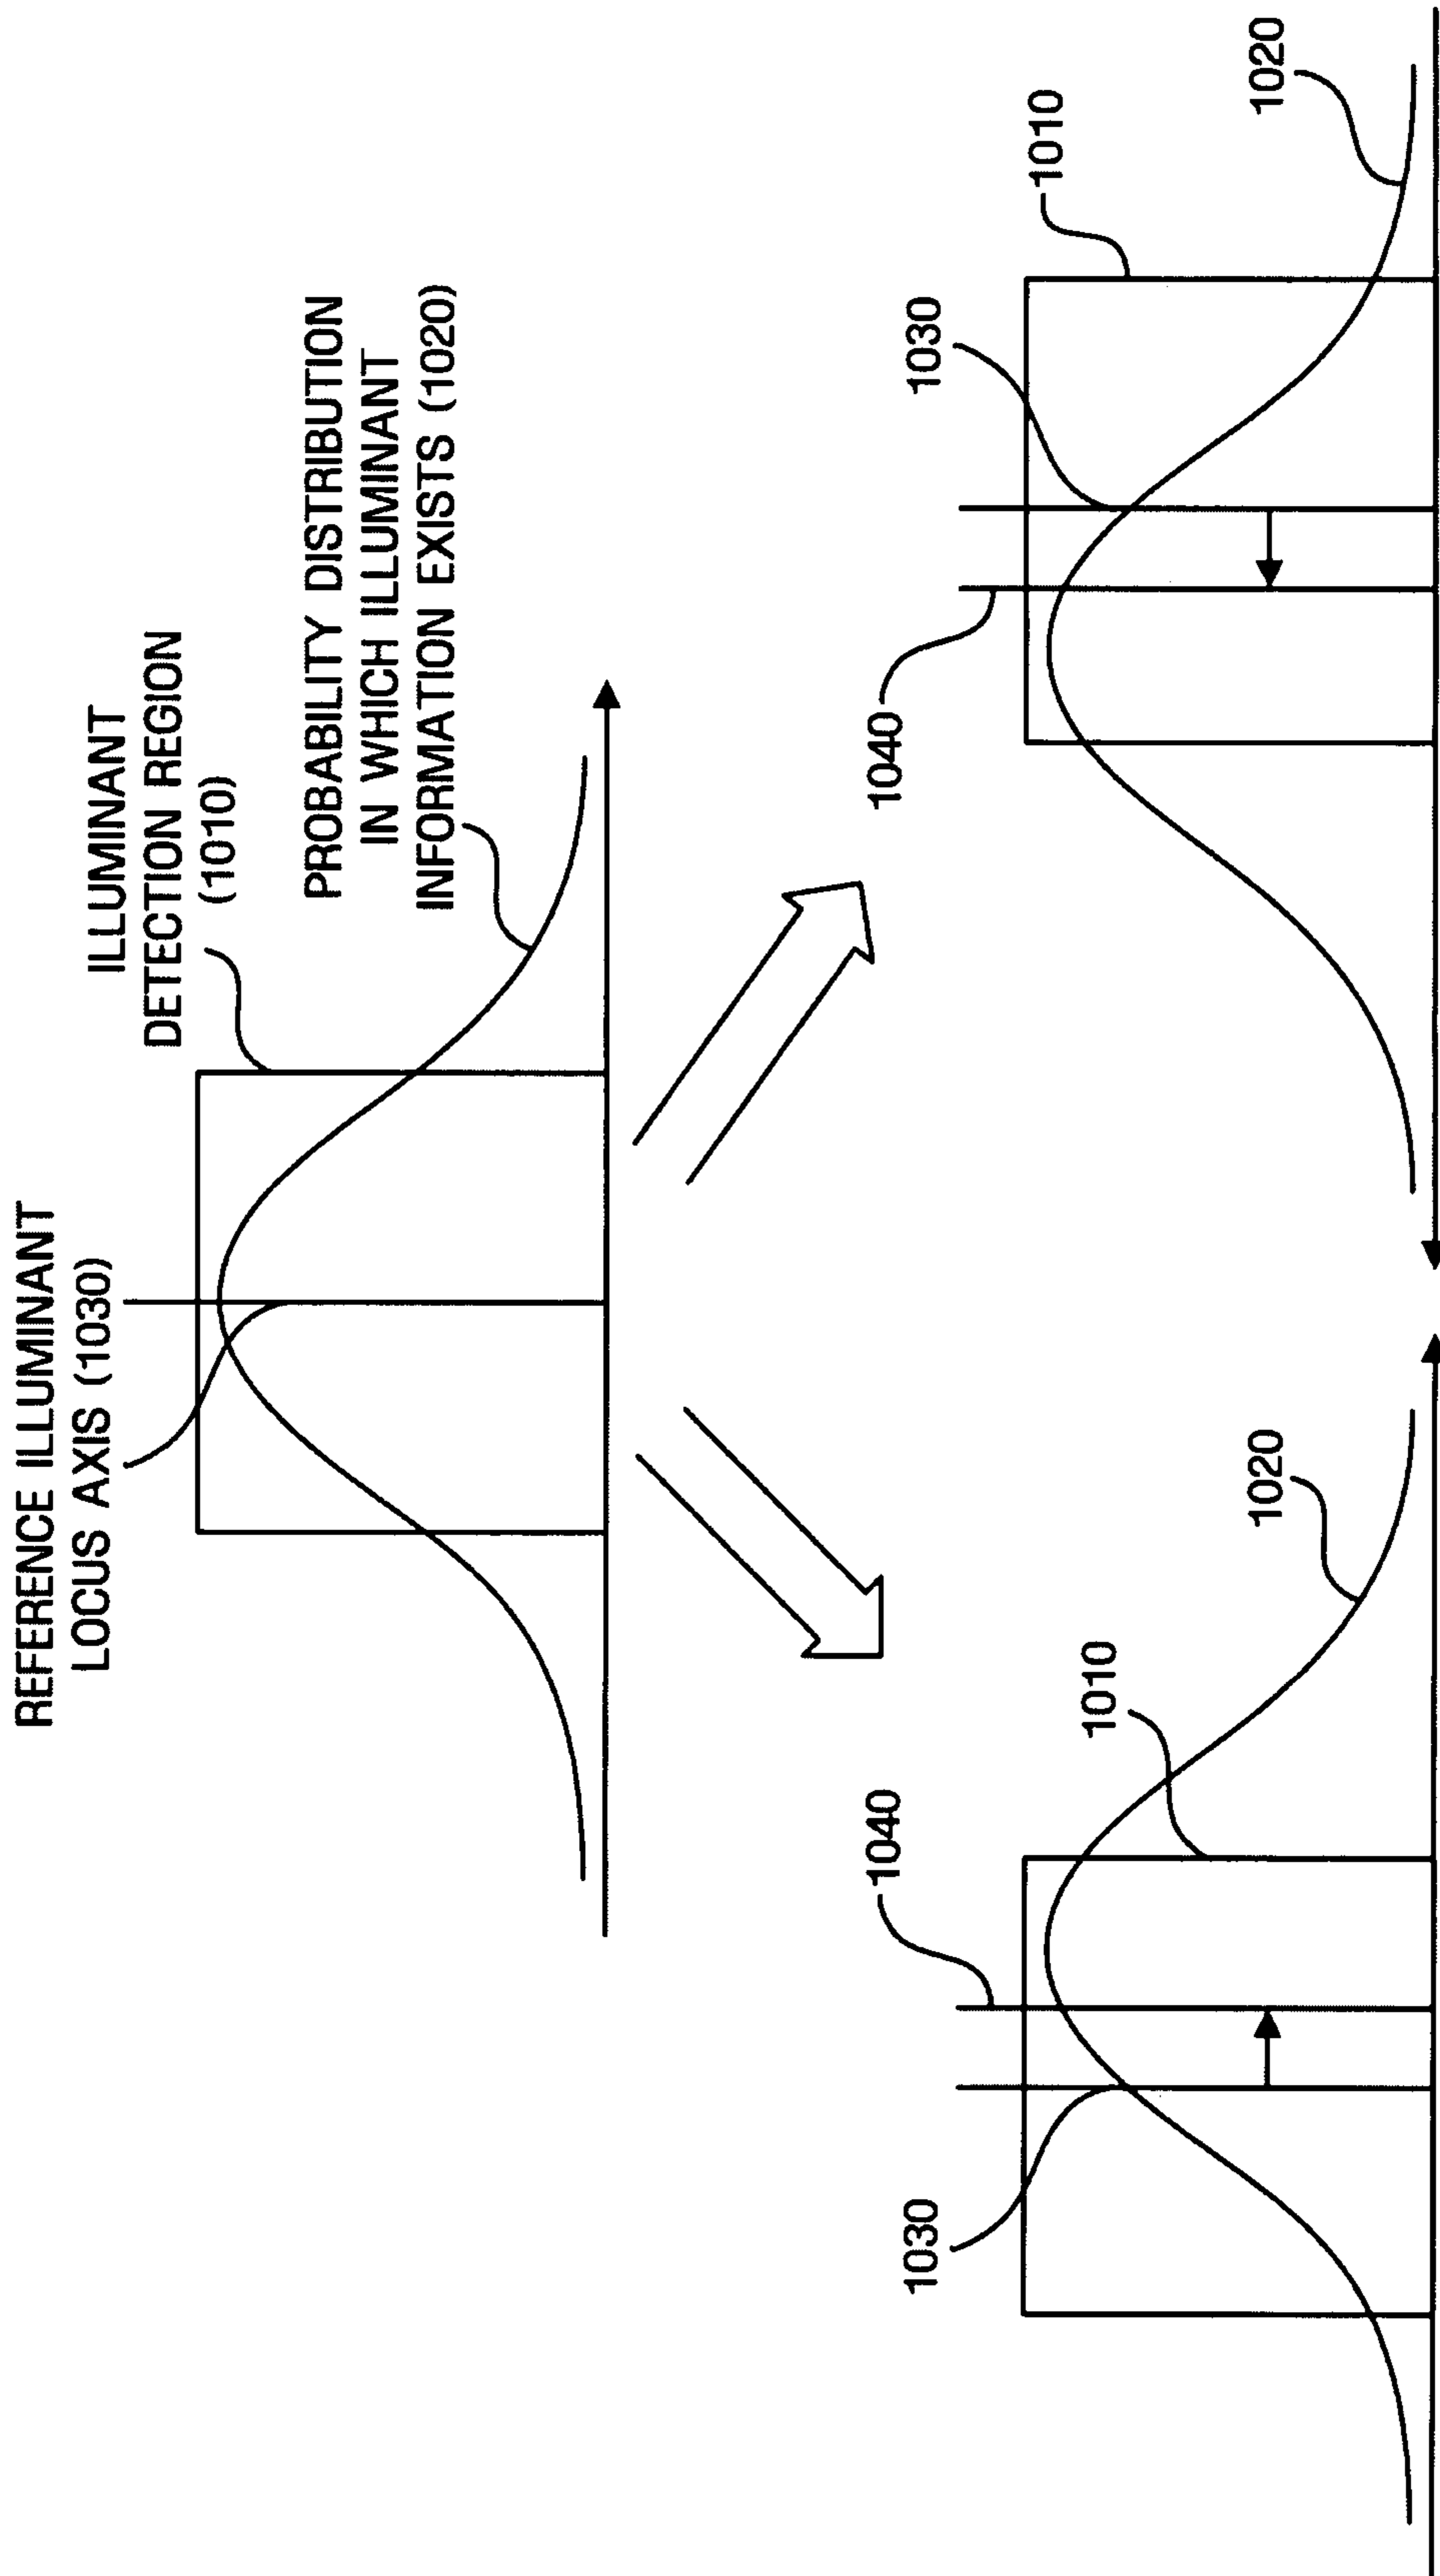 REFERENCE ILLUMINANT
LOCUS AXIS (1030)
ILLUMINANT
DETECTION REGION
(1010)
PROBABILITY DISTRIBUTION
IN WHICH ILLUMINANT
INFORMATION EXISTS (1020)
1030
1040
1010
1020
1040
1030
1010
1020